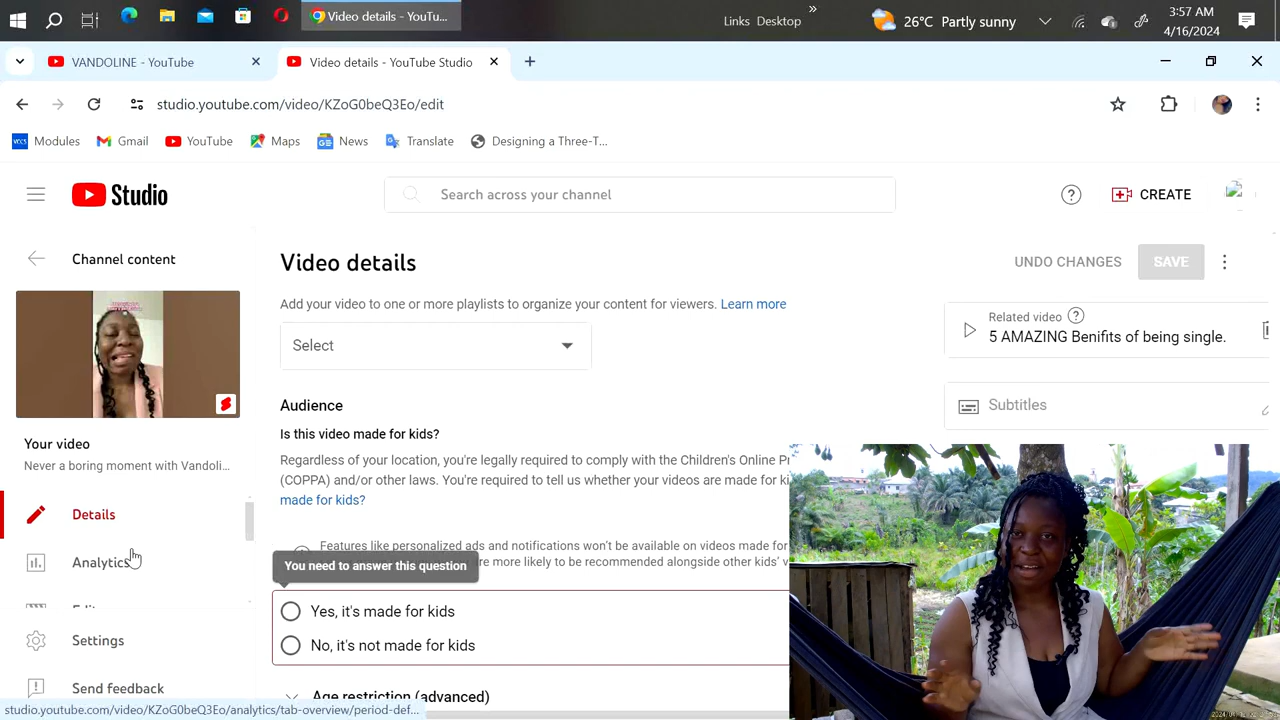 Video details - YouTu...
Links Desktop
26°C Partly sunny
3:57 AM
4/16/2024
VANDOLINE - YouTube
Video details - YouTube Studio
studio.youtube.com/video/KZoG0beQ3Eo/edit
Modules
Gmail
YouTube
Maps
News
Translate
Designing a Three-T...
Studio
Search across your channel
CREATE
Channel content
Video details
UNDO CHANGES
SAVE
Add your video to one or more playlists to organize your content for viewers. Learn more
Select
Related video
5 AMAZING Benifits of being single.
Subtitles
Audience
Is this video made for kids?
Regardless of your location, you're legally required to comply with the Children's Online Pr
(COPPA) and/or other laws. You're required to tell us whether your videos are made for ki
made for kids?
Features like personalized ads and notifications won't be available on videos made for
re more likely to be recommended alongside other kids' v
You need to answer this question
Yes, it's made for kids
No, it's not made for kids
Age restriction (advanced)
Your video
Never a boring moment with Vandoli...
Details
Analytics
Settings
Send feedback
studio.youtube.com/video/KZoG0beQ3Eo/analytics/tab-overview/period-def...